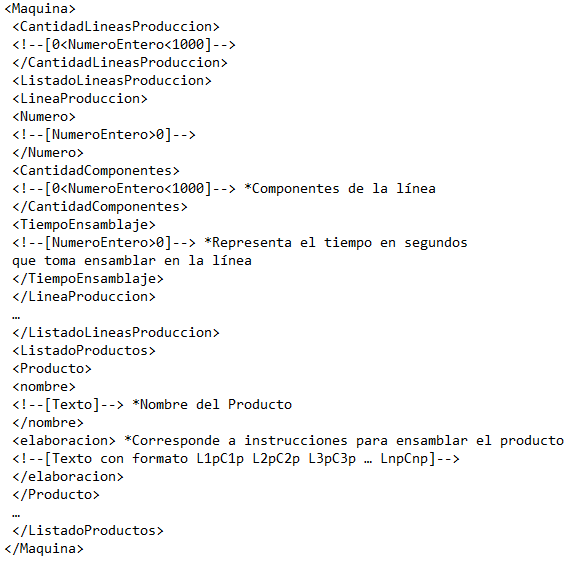 <Maquina>
<CantidadLineasProduccion>
<!--[0<NumeroEntero<1000]-->
</CantidadLineasProduccion>
<ListadoLineasProduccion>
<LineaProduccion>
<Numero>
<!--[NumeroEntero>0]-->
</Numero>
<CantidadComponentes>
<!--[0<NumeroEntero<1000]--> *Componentes de la línea
</CantidadComponentes>
<TiempoEnsamblaje>
<!--[NumeroEntero>0]--> *Representa el tiempo en segundos
que toma ensamblar en la línea
</TiempoEnsamblaje>
</LineaProduccion>
…
</ListadoLineasProduccion>
<ListadoProductos>
<Producto>
<nombre>
<!--[Texto]--> *Nombre del Producto
</nombre>
<elaboracion> *Corresponde a instrucciones para ensamblar el producto
<!--[Texto con formato L1pC1p L2pC2p L3pC3p … LnpCnp]-->
</elaboracion>
</Producto>
…
</ListadoProductos>
</Maquina>